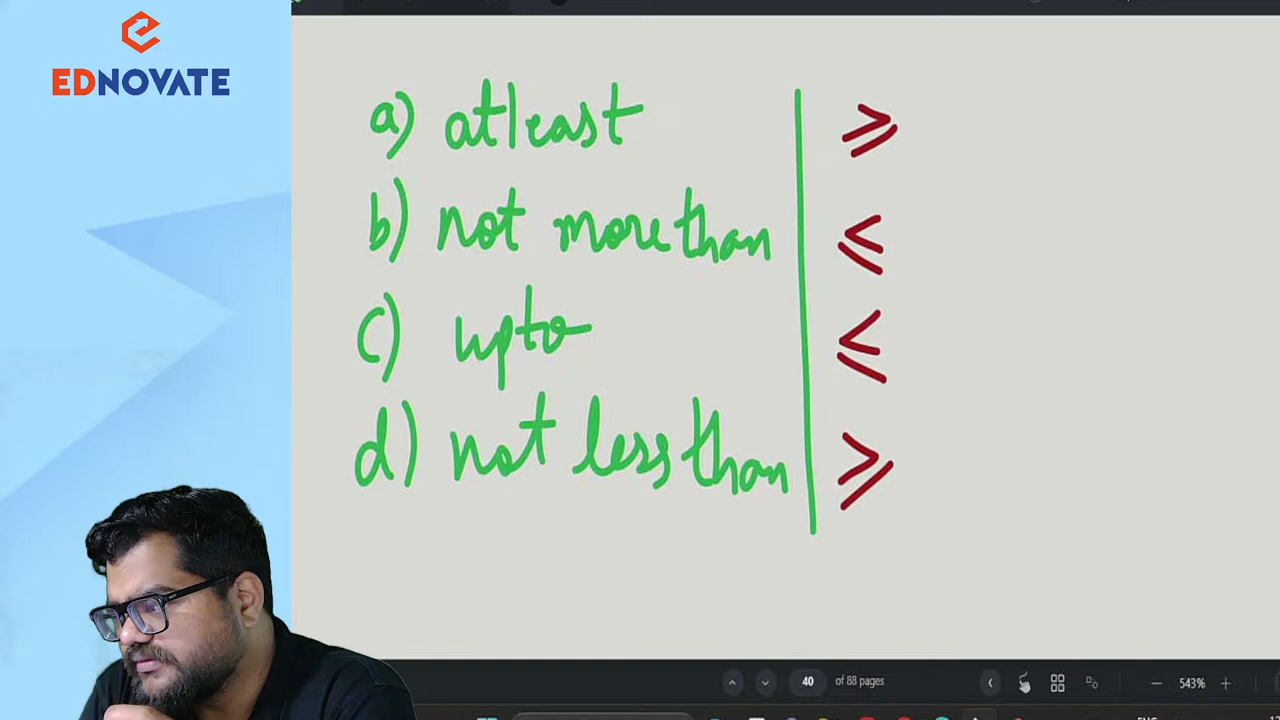 EDNOVATE
a) atleast ≥
b) not more than ≤
c) upto ≤
d) not less than ≥
40 of 88 pages 543%